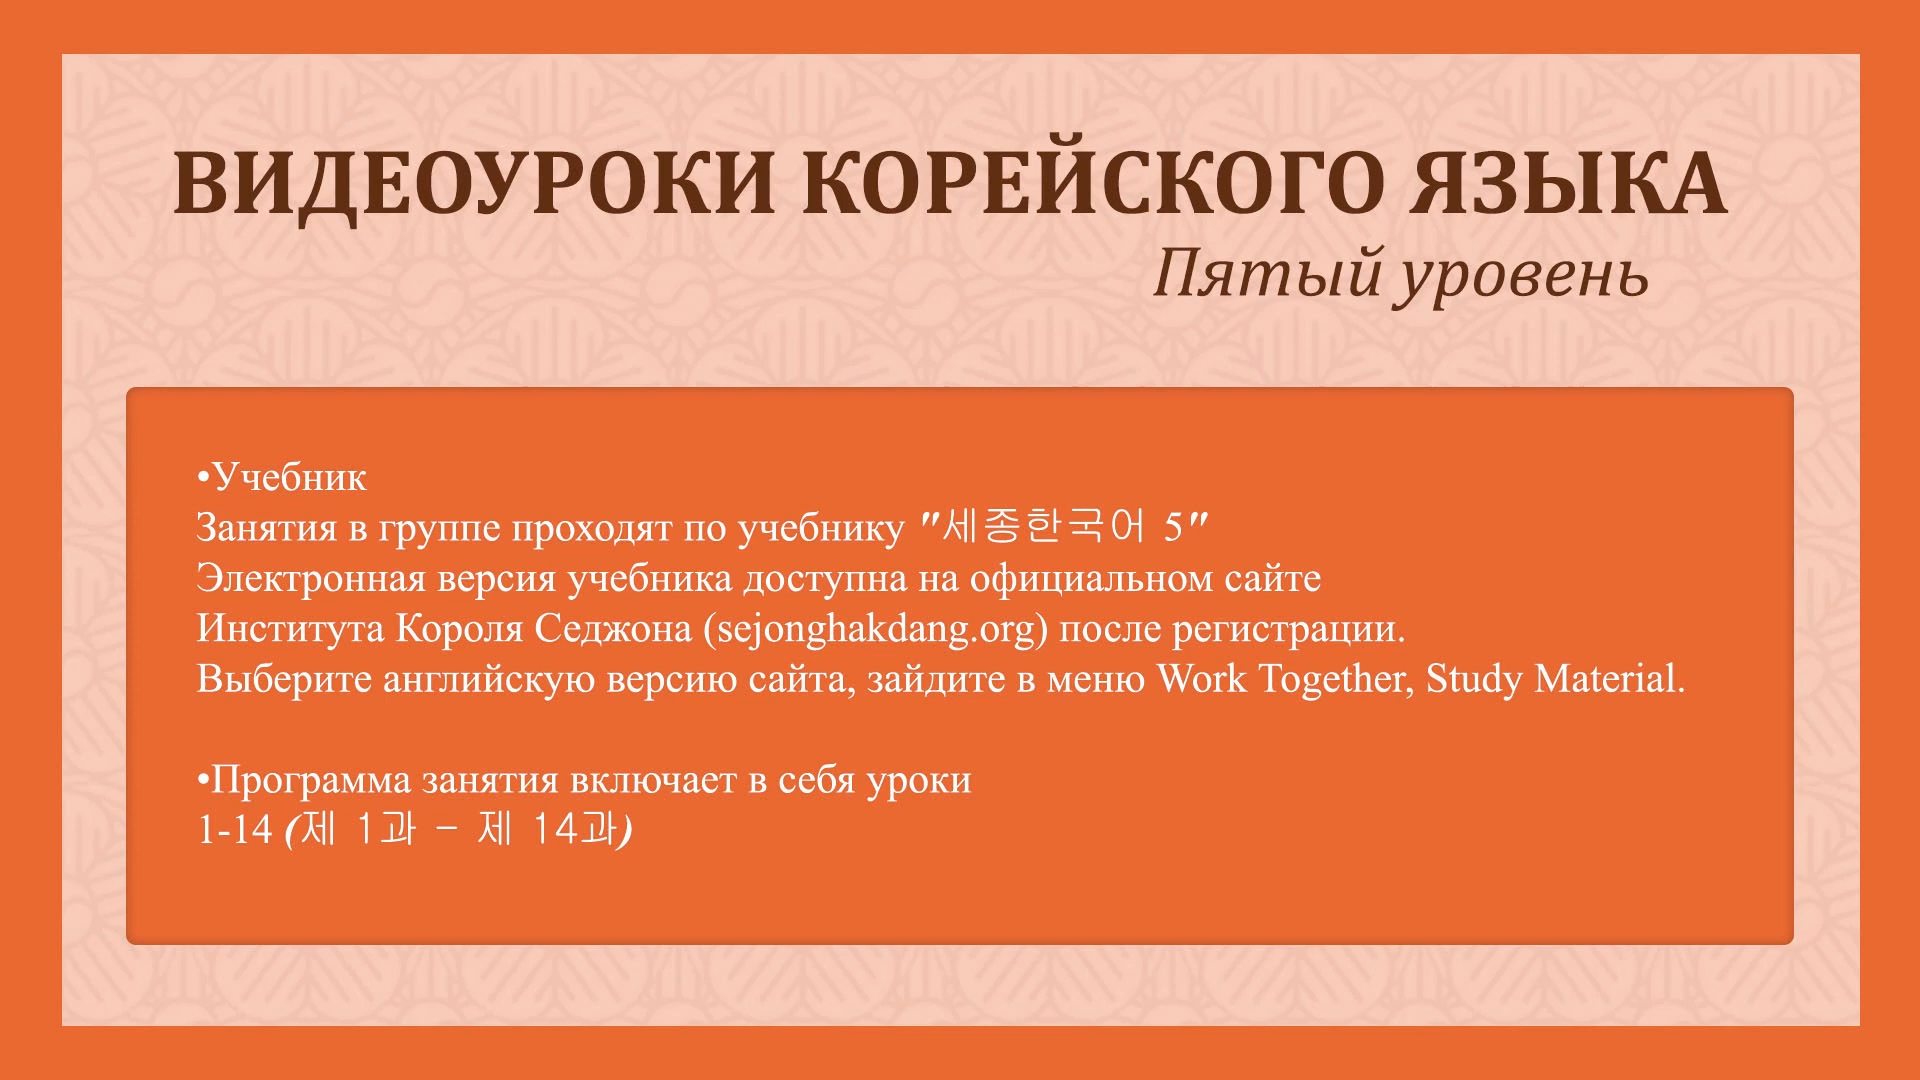 ВИДЕОУРОКИ КОРЕЙСКОГО ЯЗЫКА
Пятый уровень
•Учебник
Занятия в группе проходят по учебнику "세종한국어 5"
Электронная версия учебника доступна на официальном сайте
Института Короля Седжона (sejonghakdang.org) после регистрации.
Выберите английскую версию сайта, зайдите в меню Work Together, Study Material.
•Программа занятия включает в себя уроки
1-14 (제 1과 - 제 14과)